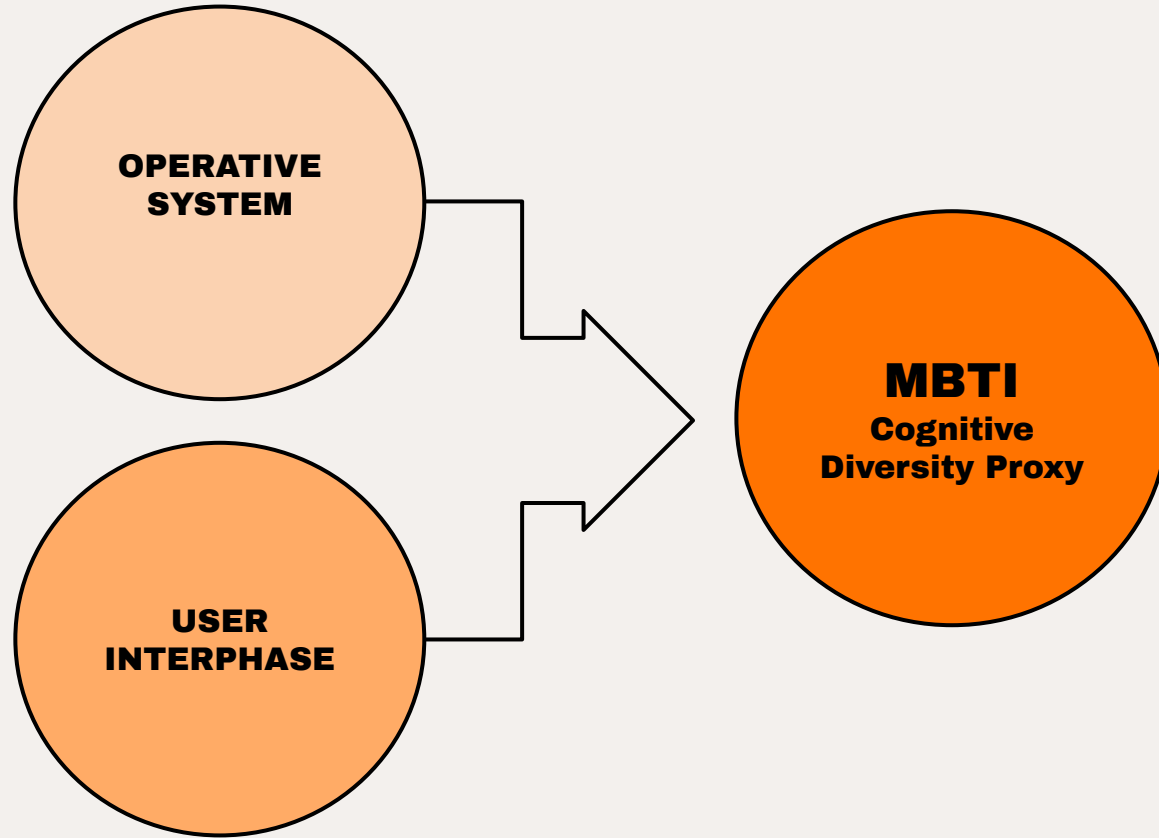 OPERATIVE
SYSTEM
MBTI
Cognitive
Diversity Proxy
USER
INTERPHASE